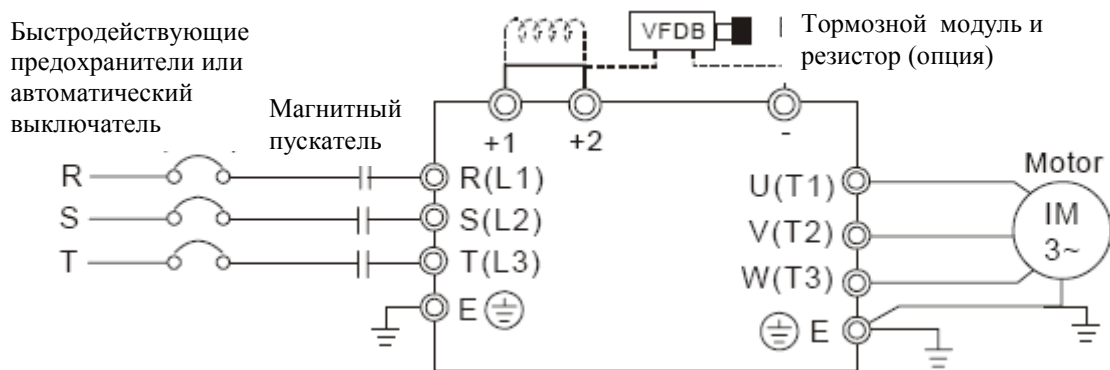 Быстродействующие
предохранители или
автоматический
выключатель
Магнитный
пускатель
VFDB
Тормозной модуль и
резистор (опция)
+1
+2
-
R
R(L1)
S
S(L2)
T
T(L3)
E
U(T1)
V(T2)
W(T3)
E
Motor
IM
3~